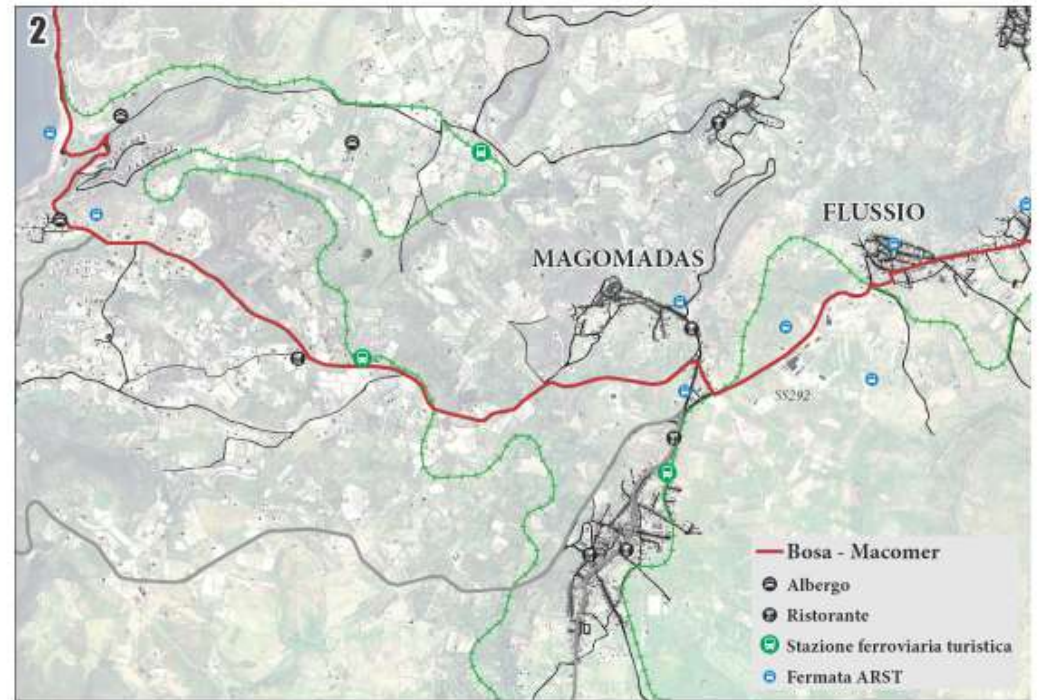 2
FLUSSIO
MAGOMADAS
SS292
Bosa - Macomer
Albergo
Ristorante
Stazione ferroviaria turistica
Fermata ARST